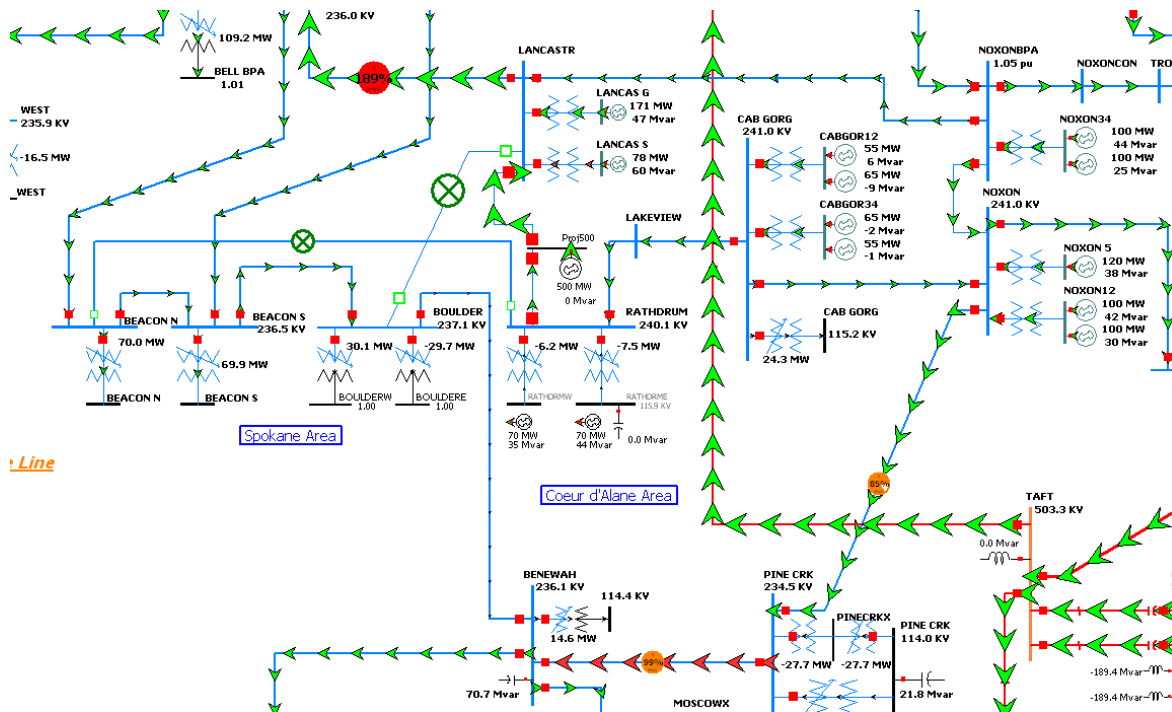 236.0 KV
109.2 MW
BELL BPA
1.01
WEST
235.9 KV
-16.5 MW
_WEST
189%
LANCASTR
LANCAS G
171 MW
47 Mvar
LANCAS S
78 MW
60 Mvar
CAB GORG
241.0 KV
CABGOR12
55 MW
6 Mvar
65 MW
-9 Mvar
CABGOR34
65 MW
-2 Mvar
55 MW
-1 Mvar
CAB GORG
115.2 KV
24.3 MW
NOXONBPA
1.05 pu
NOXONCON
TRO
NOXON34
100 MW
44 Mvar
100 MW
25 Mvar
NOXON
241.0 KV
NOXON 5
120 MW
38 Mvar
NOXON12
100 MW
42 Mvar
100 MW
30 Mvar
LAKEVIEW
Proj500
500 MW
0 Mvar
BEACON N
70.0 MW
BEACON N
BEACON S
236.5 KV
69.9 MW
BEACON S
BOULDER
237.1 KV
30.1 MW
-29.7 MW
BOULDERW
1.00
BOULDERE
1.00
RATHDRUM
240.1 KV
-6.2 MW
-7.5 MW
RATHDRMW
RATHDRME
115.9 KV
70 MW
35 Mvar
70 MW
44 Mvar
0.0 Mvar
Spokane Area
e Line
Coeur d'Alane Area
85%
TAFT
503.3 KV
0.0 Mvar
BENEWAH
236.1 KV
114.4 KV
14.6 MW
70.7 Mvar
99%
PINE CRK
234.5 KV
PINECRKX
-27.7 MW
-27.7 MW
PINE CRK
114.0 KV
21.8 Mvar
MOSCOWX
-189.4 Mvar
-189.4 Mvar